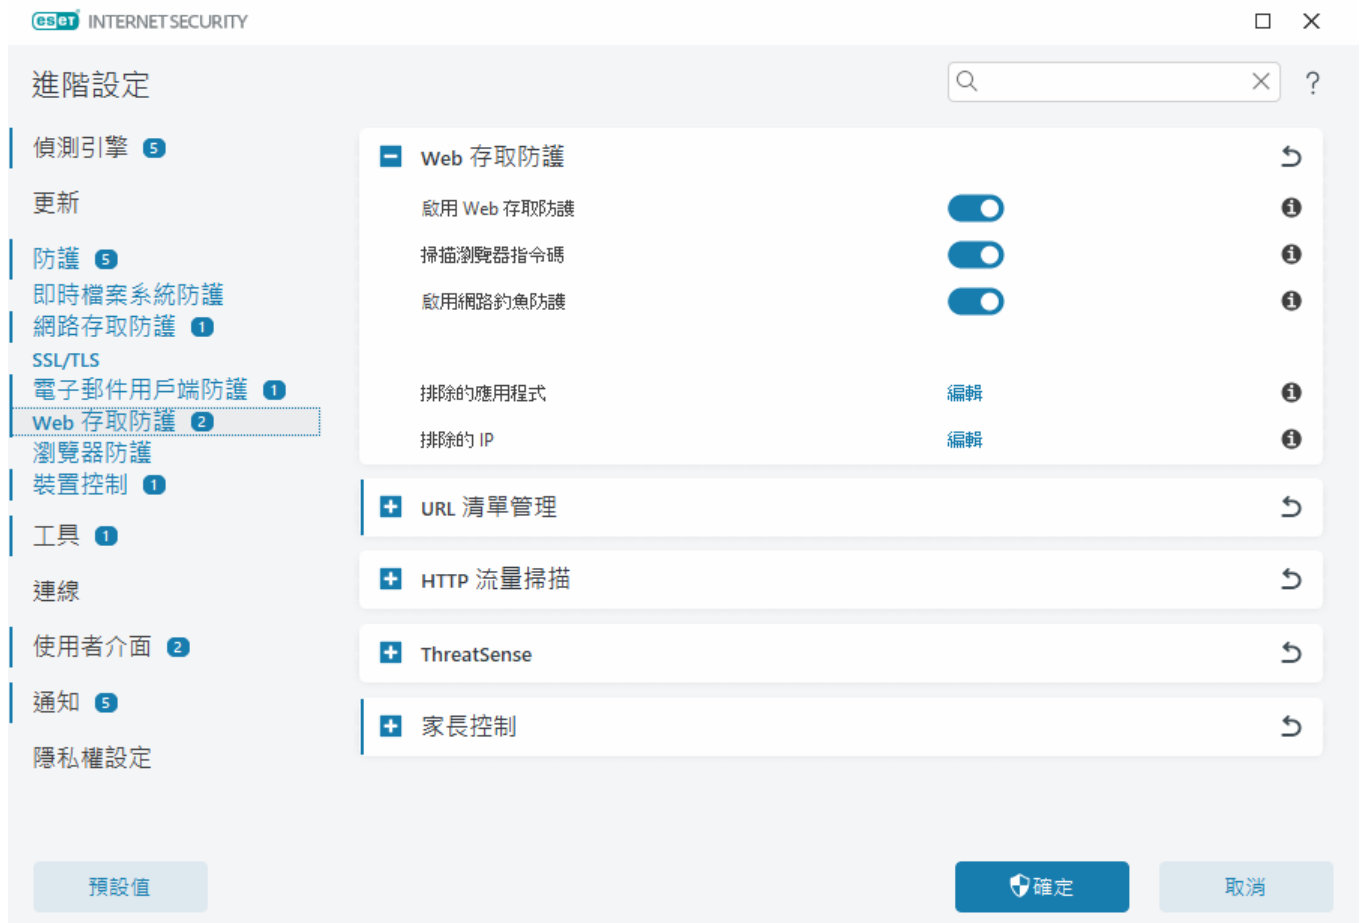 eset INTERNET SECURITY
進階設定
?
偵測引擎 5
更新
防護 5
即時檔案系統防護
網路存取防護 1
SSL/TLS
電子郵件用戶端防護 1
Web 存取防護 2
瀏覽器防護
裝置控制 1
工具 1
連線
使用者介面 2
通知 5
隱私權設定
Web 存取防護
啟用 Web 存取防護
掃描瀏覽器指令碼
啟用網路釣魚防護
排除的應用程式 編輯
排除的 IP 編輯
URL 清單管理
HTTP 流量掃描
ThreatSense
家長控制
預設值
確定
取消